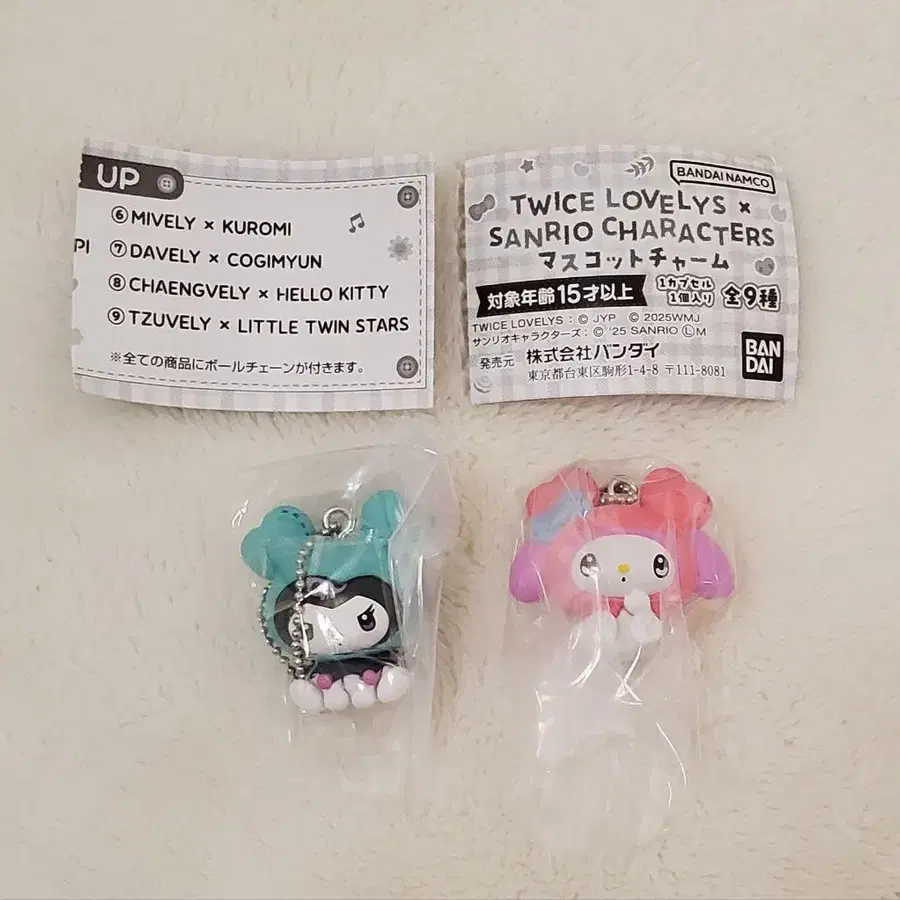 UP
⑥MIVELY × KUROMI
PI
⑦DAVELY × COGIMYUN
⑧CHAENGVELY × HELLO KITTY
⑨TZUVELY × LITTLE TWIN STARS
※全ての商品にボールチェーンが付きます。
BANDAI NAMCO
TWICE LOVELYS ×
SANRIO CHARACTERS
マスコットチャーム
対象年齢15才以上
1カプセル
1個入り
全9種
TWICE LOVELYS：© JYP © 2025WMJ
サンリオキャラクターズ：© '25 SANRIO ⓁM
発売元 株式会社バンダイ
東京都台東区駒形1-4-8 〒111-8081
BAN
DAI